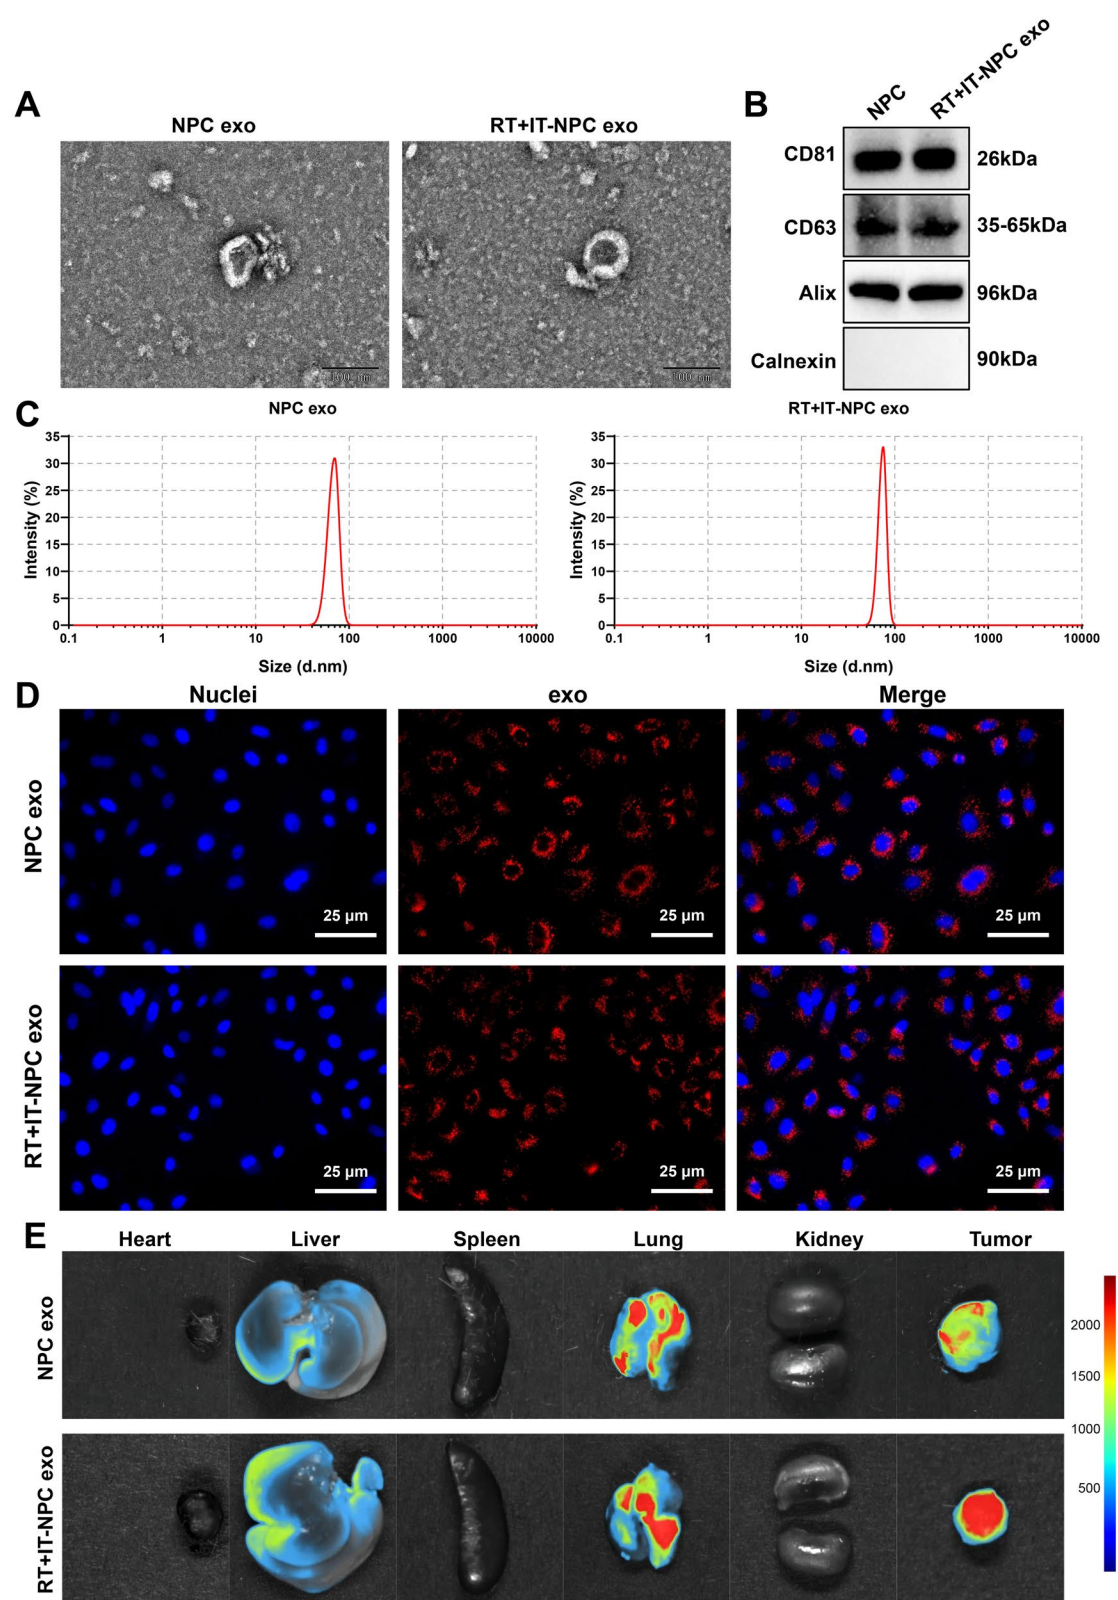 A
NPC exo
RT+IT-NPC exo
100 nm
100 nm
B
NPC
RT+IT-NPC exo
CD81
26kDa
CD63
35-65kDa
Alix
96kDa
Calnexin
90kDa
C
NPC exo
RT+IT-NPC exo
Intensity (%)
35
30
25
20
15
10
5
0
0.1
1
10
100
1000
10000
Size (d.nm)
Intensity (%)
35
30
25
20
15
10
5
0
0.1
1
10
100
1000
10000
Size (d.nm)
D
Nuclei
exo
Merge
NPC exo
25 µm
25 µm
25 µm
RT+IT-NPC exo
25 µm
25 µm
25 µm
E
Heart
Liver
Spleen
Lung
Kidney
Tumor
NPC exo
RT+IT-NPC exo
2000
1500
1000
500